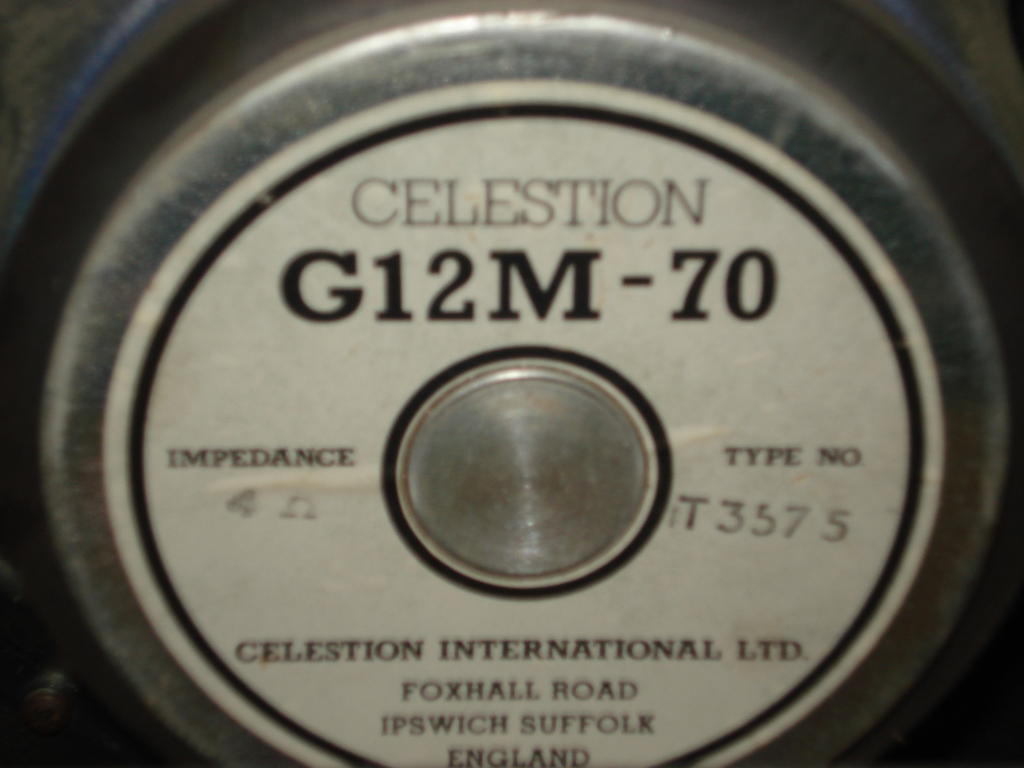 CELESTION
G12M-70
IMPEDANCE
4 Ω
TYPE NO.
T3575
CELESTION INTERNATIONAL LTD.
FOXHALL ROAD
IPSWICH SUFFOLK
ENGLAND